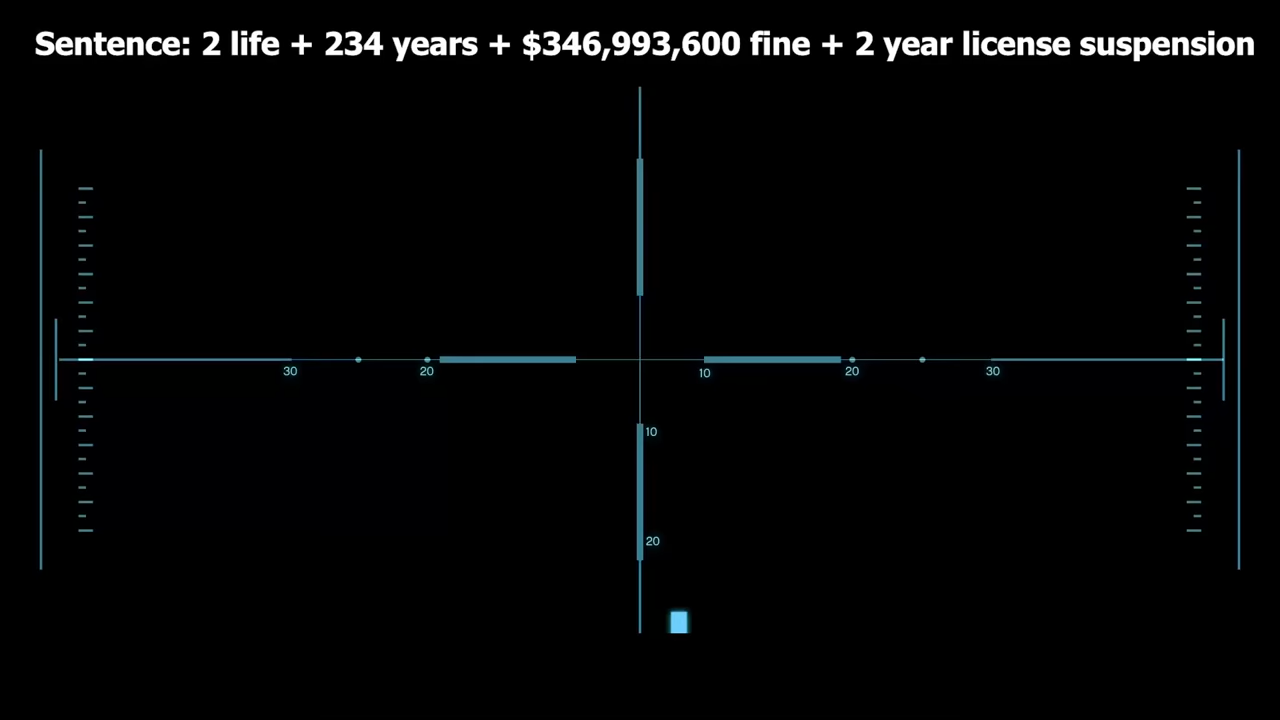 Sentence: 2 life + 234 years + $346,993,600 fine + 2 year license suspension
30 20 10 20 30
10
20